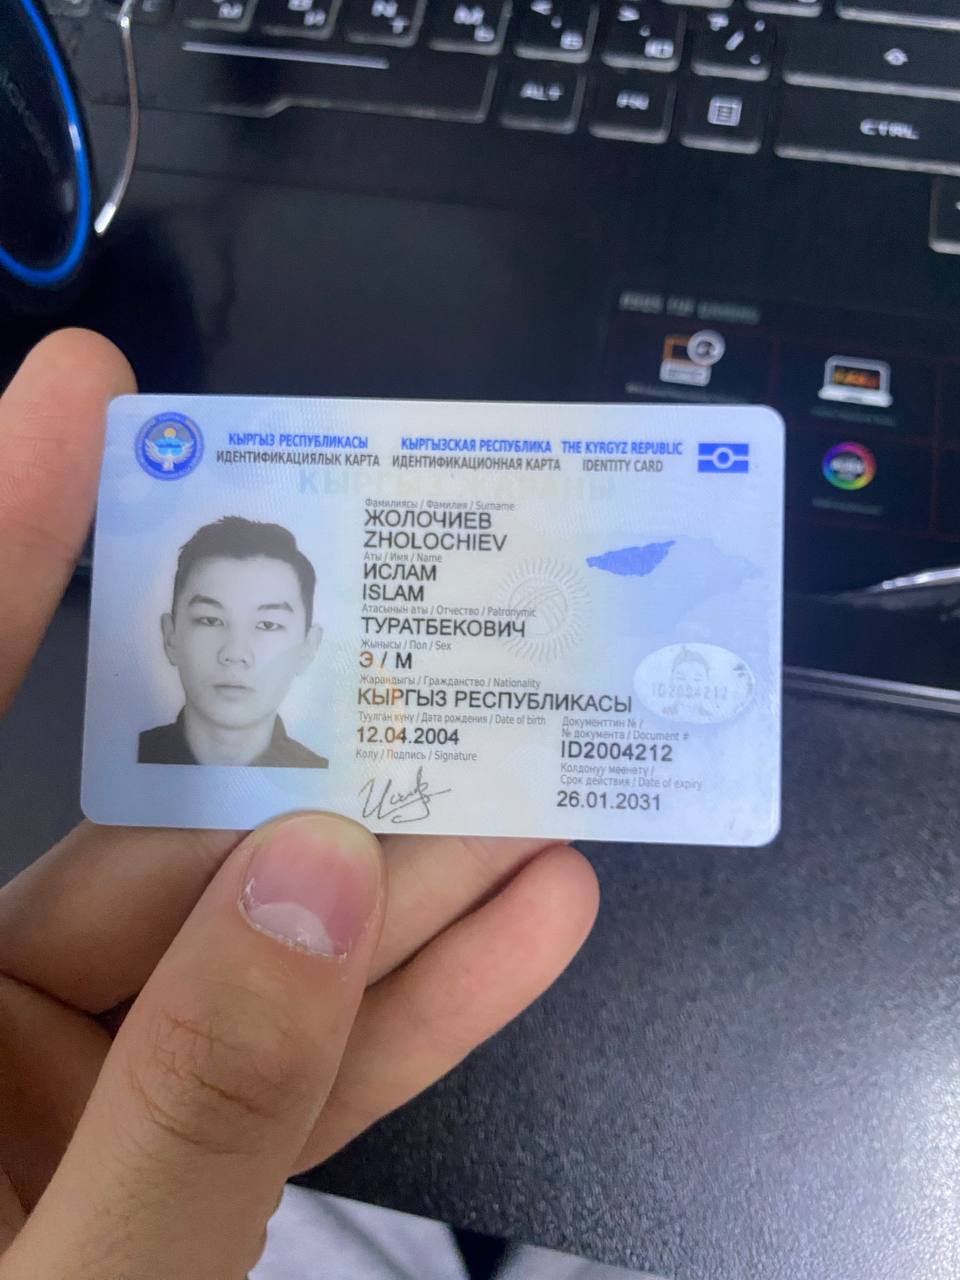 ALT
FN
CTRL
КЫРГЫЗ РЕСПУБЛИКАСЫ КЫРГЫЗСКАЯ РЕСПУБЛИКА THE KYRGYZ REPUBLIC
ИДЕНТИФИКАЦИЯЛЫК КАРТА ИДЕНТИФИКАЦИОННАЯ КАРТА IDENTITY CARD
Фамилиясы / Фамилия / Surname
ЖОЛОЧИЕВ
ZHOLOCHIEV
Аты / Имя / Name
ИСЛАМ
ISLAM
Атасынын аты / Отчество / Patronymic
ТУРАТБЕКОВИЧ
Жынысы / Пол / Sex
Э / М
Жарандыгы / Гражданство / Nationality
КЫРГЫЗ РЕСПУБЛИКАСЫ
Туулган күнү / Дата рождения / Date of birth
12.04.2004
Колу / Подпись / Signature
Документтин № /
№ документа / Document #
ID2004212
Колдонуу мөөнөтү /
Срок действия / Date of expiry
26.01.2031
ID2004212